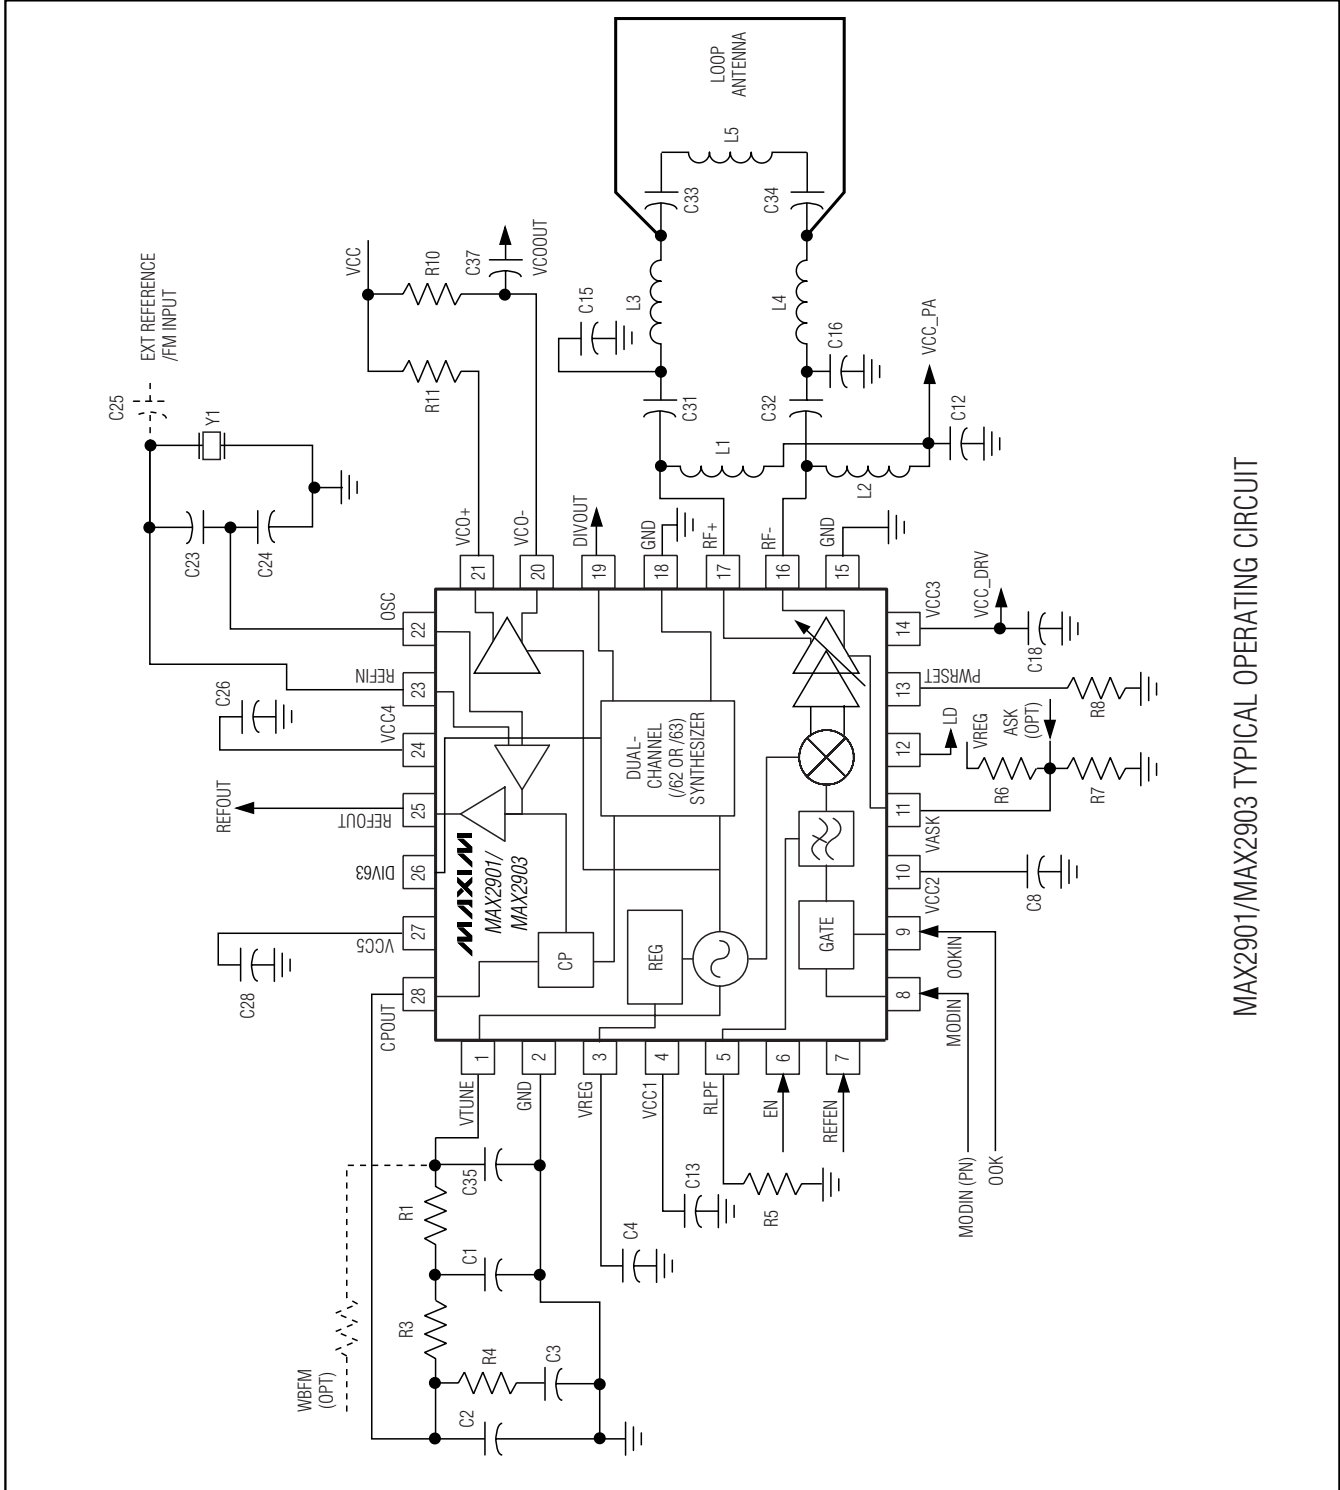 EXT REFERENCE
/FM INPUT
C25
Y1
C23
C24
OSC
REFIN
C26
VCC4
REFOUT
REFOUT
DIV63
VCC5
C28
CPOUT
22
23
24
25
26
27
28
VCC
R10
R11
C37
VCOOUT
VCO+
VCO-
DIVOUT
GND
RF+
RF-
GND
21
20
19
18
17
16
15
LOOP
ANTENNA
L5
C33
C34
L3
L4
C15
C16
C31
C32
L1
L2
VCC_PA
C12
MAXIM
MAX2901/
MAX2903
DUAL-
CHANNEL
(/62 OR /63)
SYNTHESIZER
CP
REG
GATE
1
2
3
4
5
6
7
VTUNE
GND
VREG
VCC1
RLPF
EN
REFEN
C35
R1
C1
R3
R4
C3
C2
WBFM
(OPT)
C4
C13
R5
14
13
12
11
10
9
8
VCC3
VCC_DRV
C18
PWRSET
R8
LD
VREG
ASK
(OPT)
R6
R7
VASK
VCC2
C8
OOKIN
MODIN
MODIN (PN)
OOK
MAX2901/MAX2903 TYPICAL OPERATING CIRCUIT